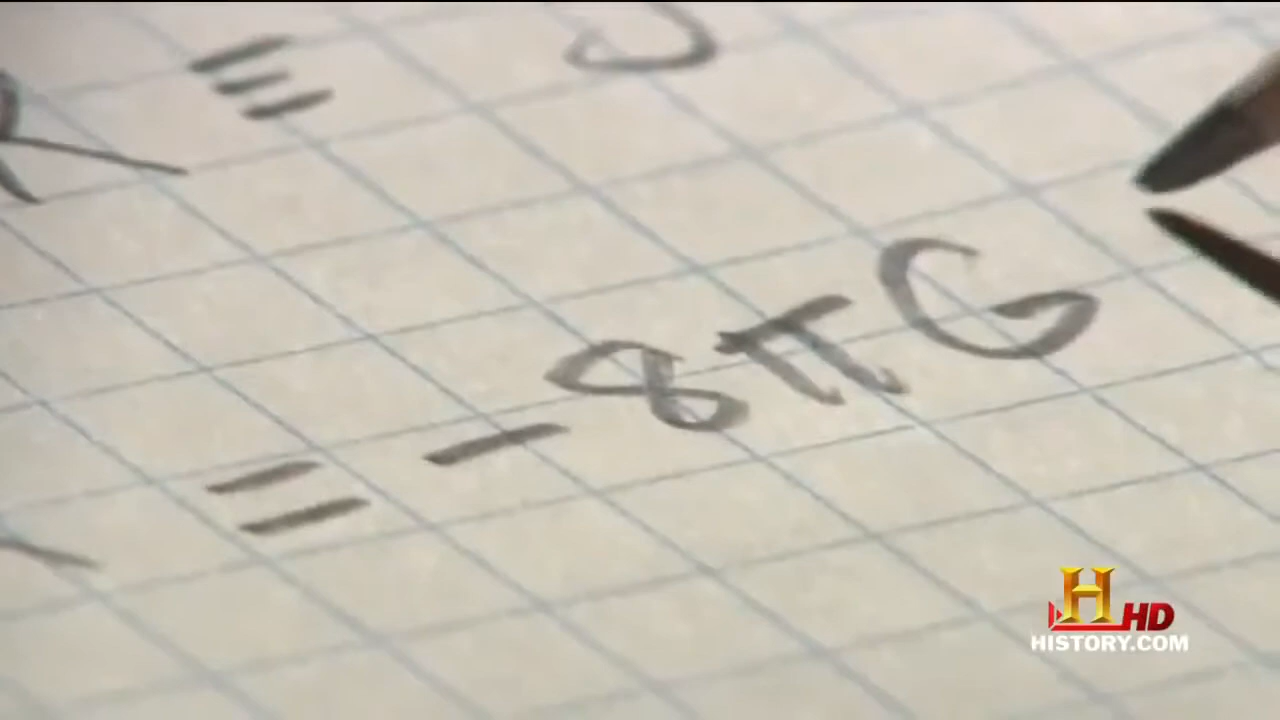 R ≡
= -8πG
H HD
HISTORY.COM